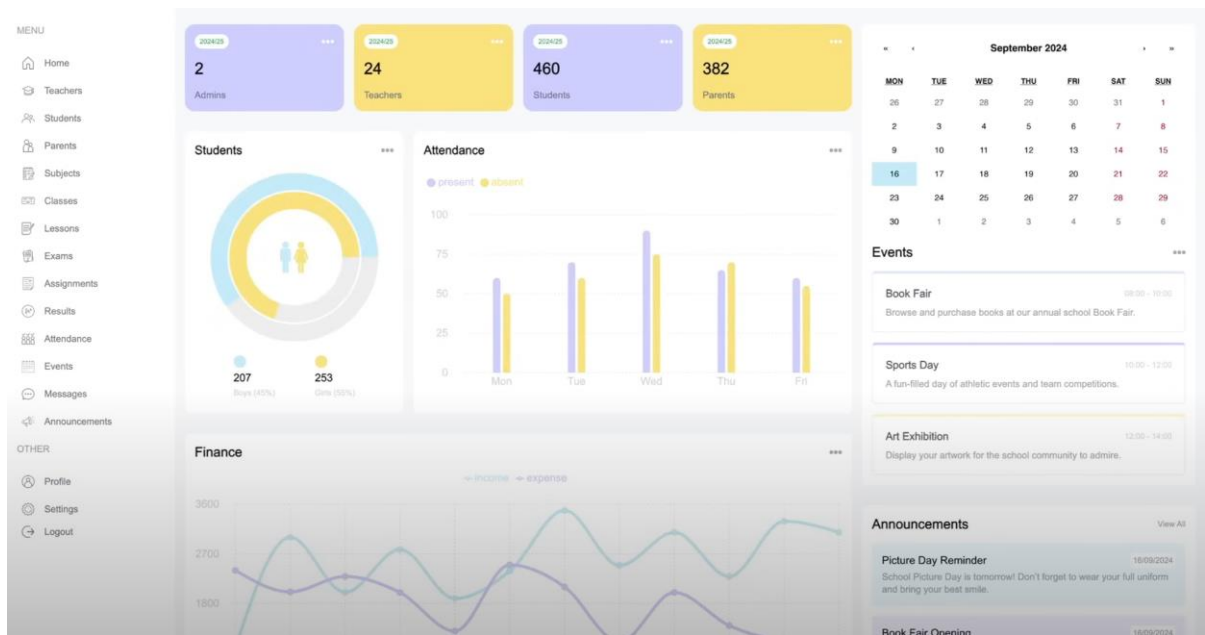 MENU
Home
Teachers
Students
Parents
Subjects
Classes
Lessons
Exams
Assignments
Results
Attendance
Events
Messages
Announcements
OTHER
Profile
Settings
Logout
2024/25
2
Admins
2024/25
24
Teachers
2024/25
460
Students
2024/25
382
Parents
Students
207
Boys (45%)
253
Girls (55%)
Attendance
present absent
100
75
50
25
0
Mon Tue Wed Thu Fri
Finance
income expense
3600
2700
1800
« ‹ September 2024 › »
MON TUE WED THU FRI SAT SUN
26 27 28 29 30 31 1
2 3 4 5 6 7 8
9 10 11 12 13 14 15
16 17 18 19 20 21 22
23 24 25 26 27 28 29
30 1 2 3 4 5 6
Events
Book Fair 08:00 - 10:00
Browse and purchase books at our annual school Book Fair.
Sports Day 10:00 - 12:00
A fun-filled day of athletic events and team competitions.
Art Exhibition 12:00 - 14:00
Display your artwork for the school community to admire.
Announcements View All
Picture Day Reminder 16/09/2024
School Picture Day is tomorrow! Don't forget to wear your full uniform
and bring your best smile.
Book Fair Opening 16/09/2024